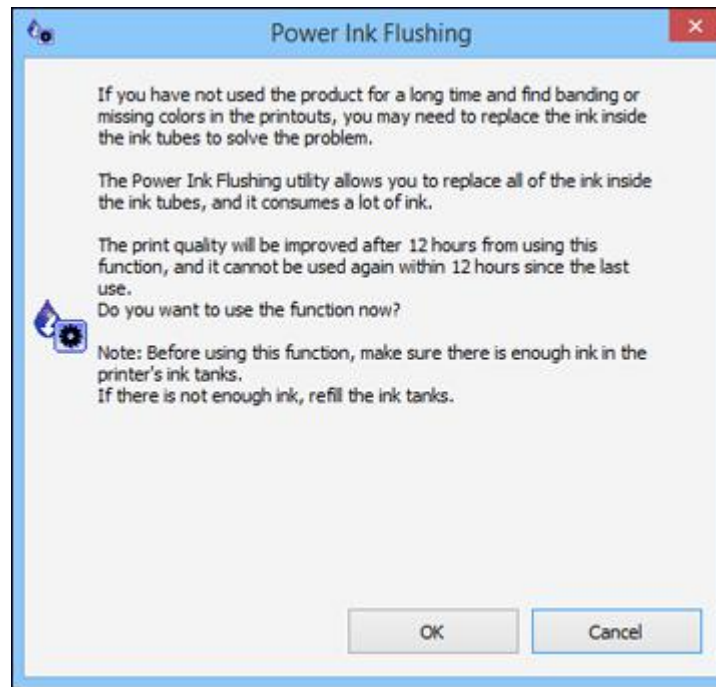 Power Ink Flushing
If you have not used the product for a long time and find banding or
missing colors in the printouts, you may need to replace the ink inside
the ink tubes to solve the problem.
The Power Ink Flushing utility allows you to replace all of the ink inside
the ink tubes, and it consumes a lot of ink.
The print quality will be improved after 12 hours from using this
function, and it cannot be used again within 12 hours since the last
use.
Do you want to use the function now?
Note: Before using this function, make sure there is enough ink in the
printer's ink tanks.
If there is not enough ink, refill the ink tanks.
OK
Cancel